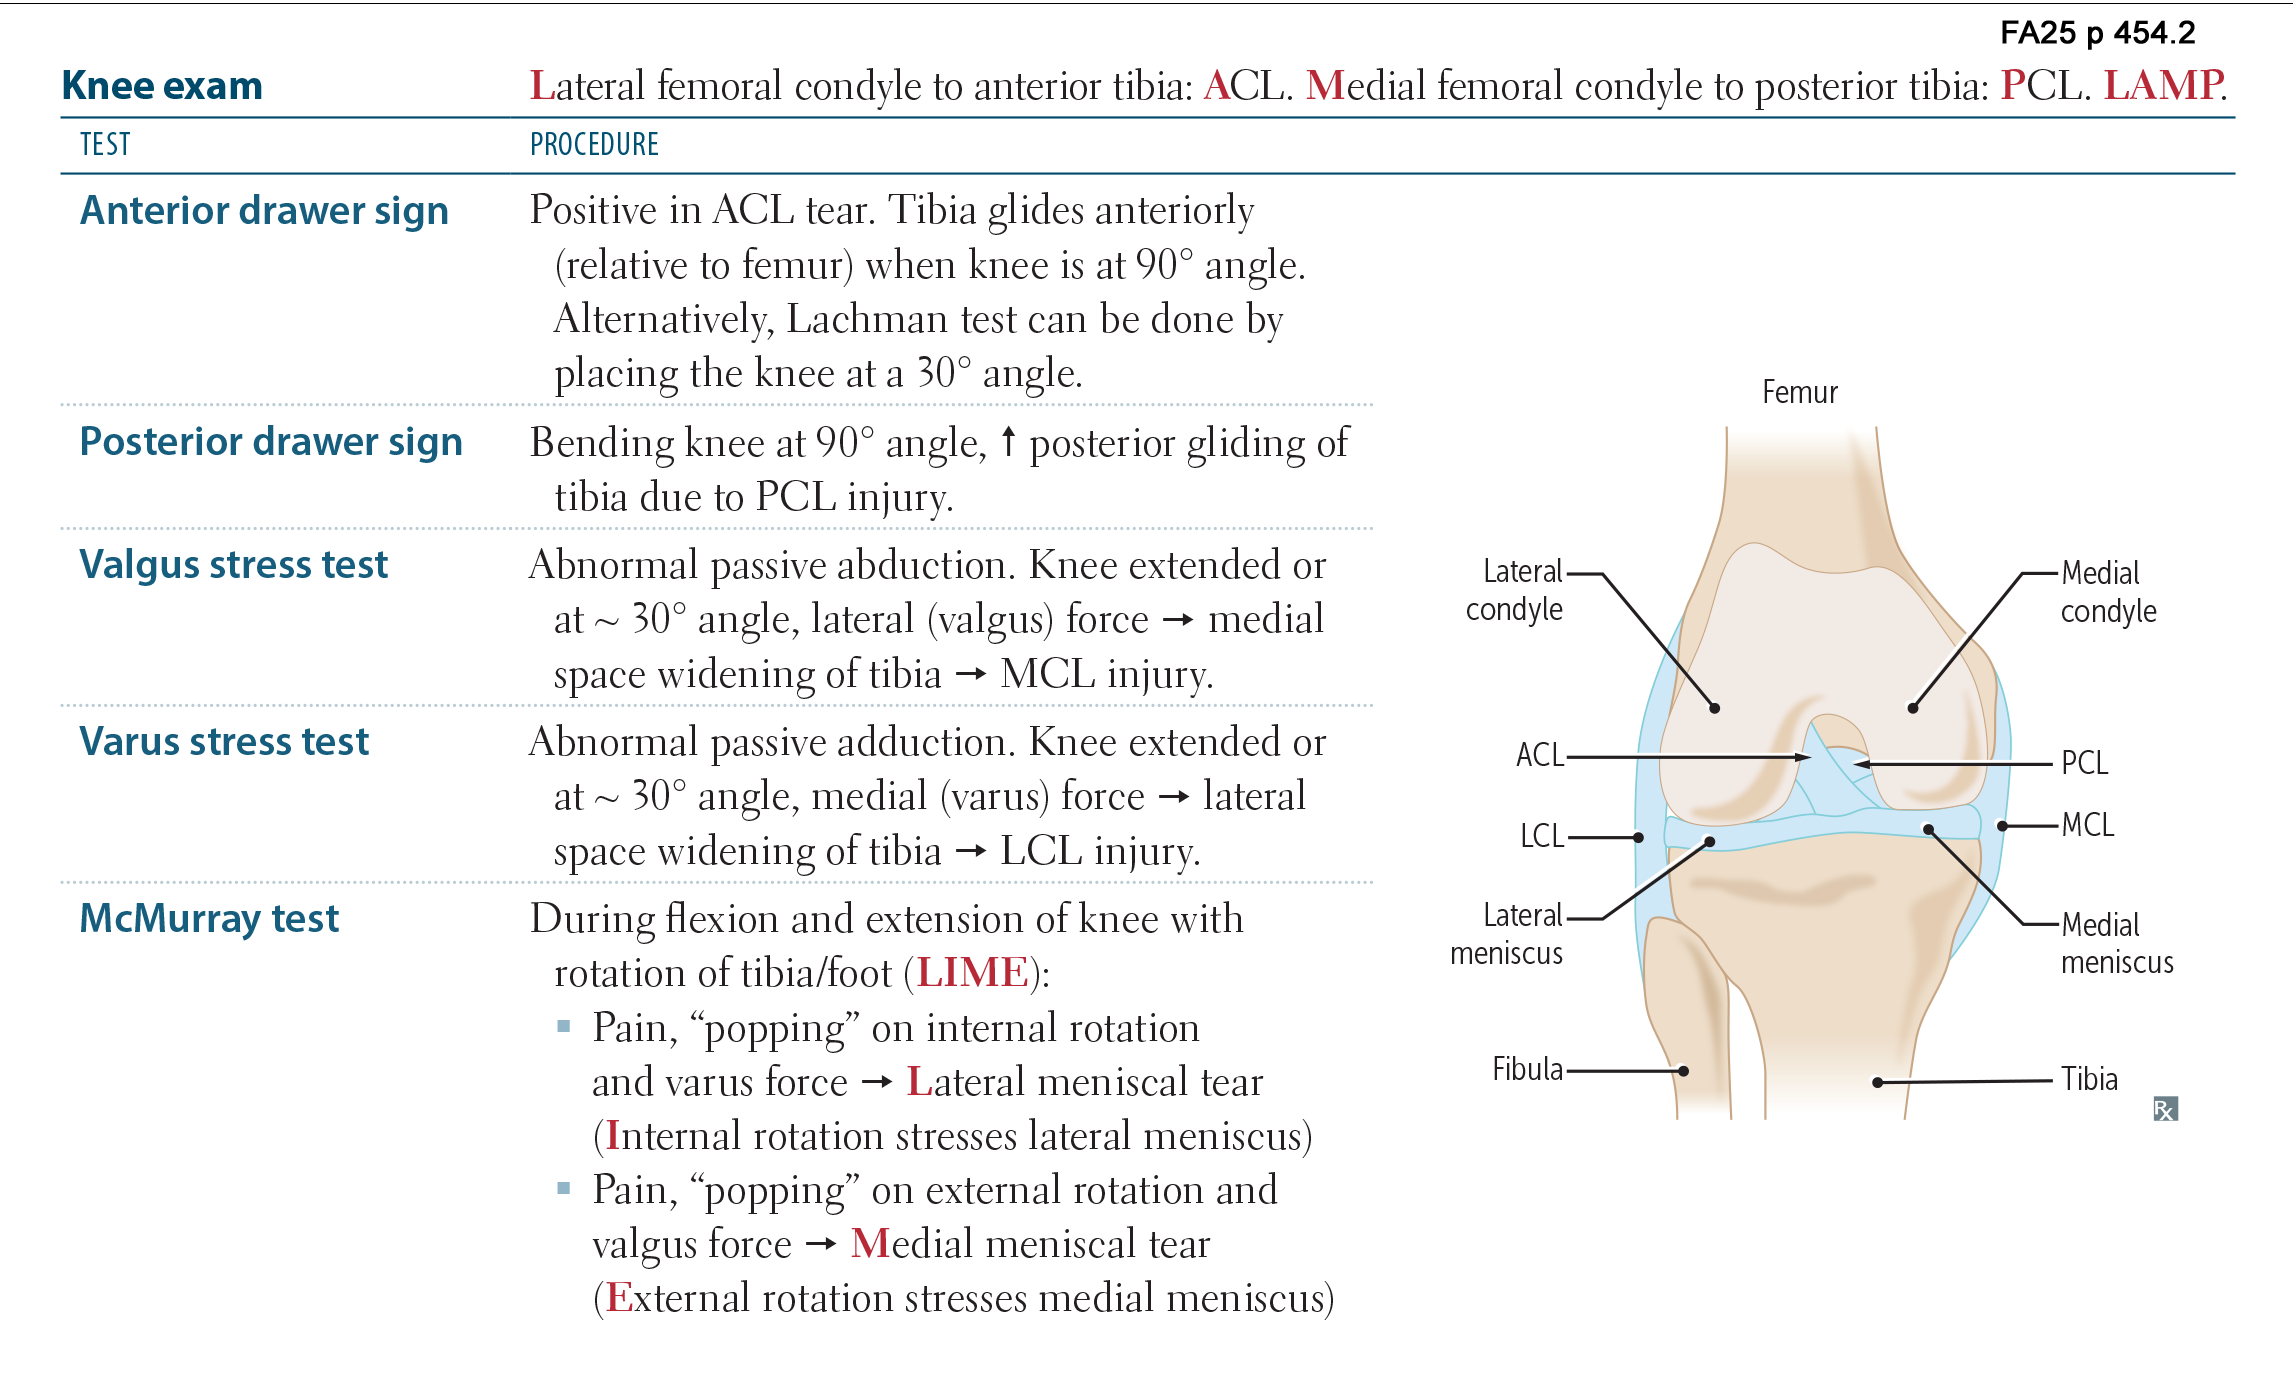 FA25 p 454.2
Knee exam
Lateral femoral condyle to anterior tibia: ACL. Medial femoral condyle to posterior tibia: PCL. LAMP.
TEST
PROCEDURE
Anterior drawer sign
Positive in ACL tear. Tibia glides anteriorly
(relative to femur) when knee is at 90° angle.
Alternatively, Lachman test can be done by
placing the knee at a 30° angle.
Posterior drawer sign
Bending knee at 90° angle, ↑ posterior gliding of
tibia due to PCL injury.
Valgus stress test
Abnormal passive abduction. Knee extended or
at ~ 30° angle, lateral (valgus) force → medial
space widening of tibia → MCL injury.
Varus stress test
Abnormal passive adduction. Knee extended or
at ~ 30° angle, medial (varus) force → lateral
space widening of tibia → LCL injury.
McMurray test
During flexion and extension of knee with
rotation of tibia/foot (LIME):
▪ Pain, “popping” on internal rotation
and varus force → Lateral meniscal tear
(Internal rotation stresses lateral meniscus)
▪ Pain, “popping” on external rotation and
valgus force → Medial meniscal tear
(External rotation stresses medial meniscus)
Femur
Lateral
condyle
Medial
condyle
ACL
PCL
LCL
MCL
Lateral
meniscus
Medial
meniscus
Fibula
Tibia
Rx